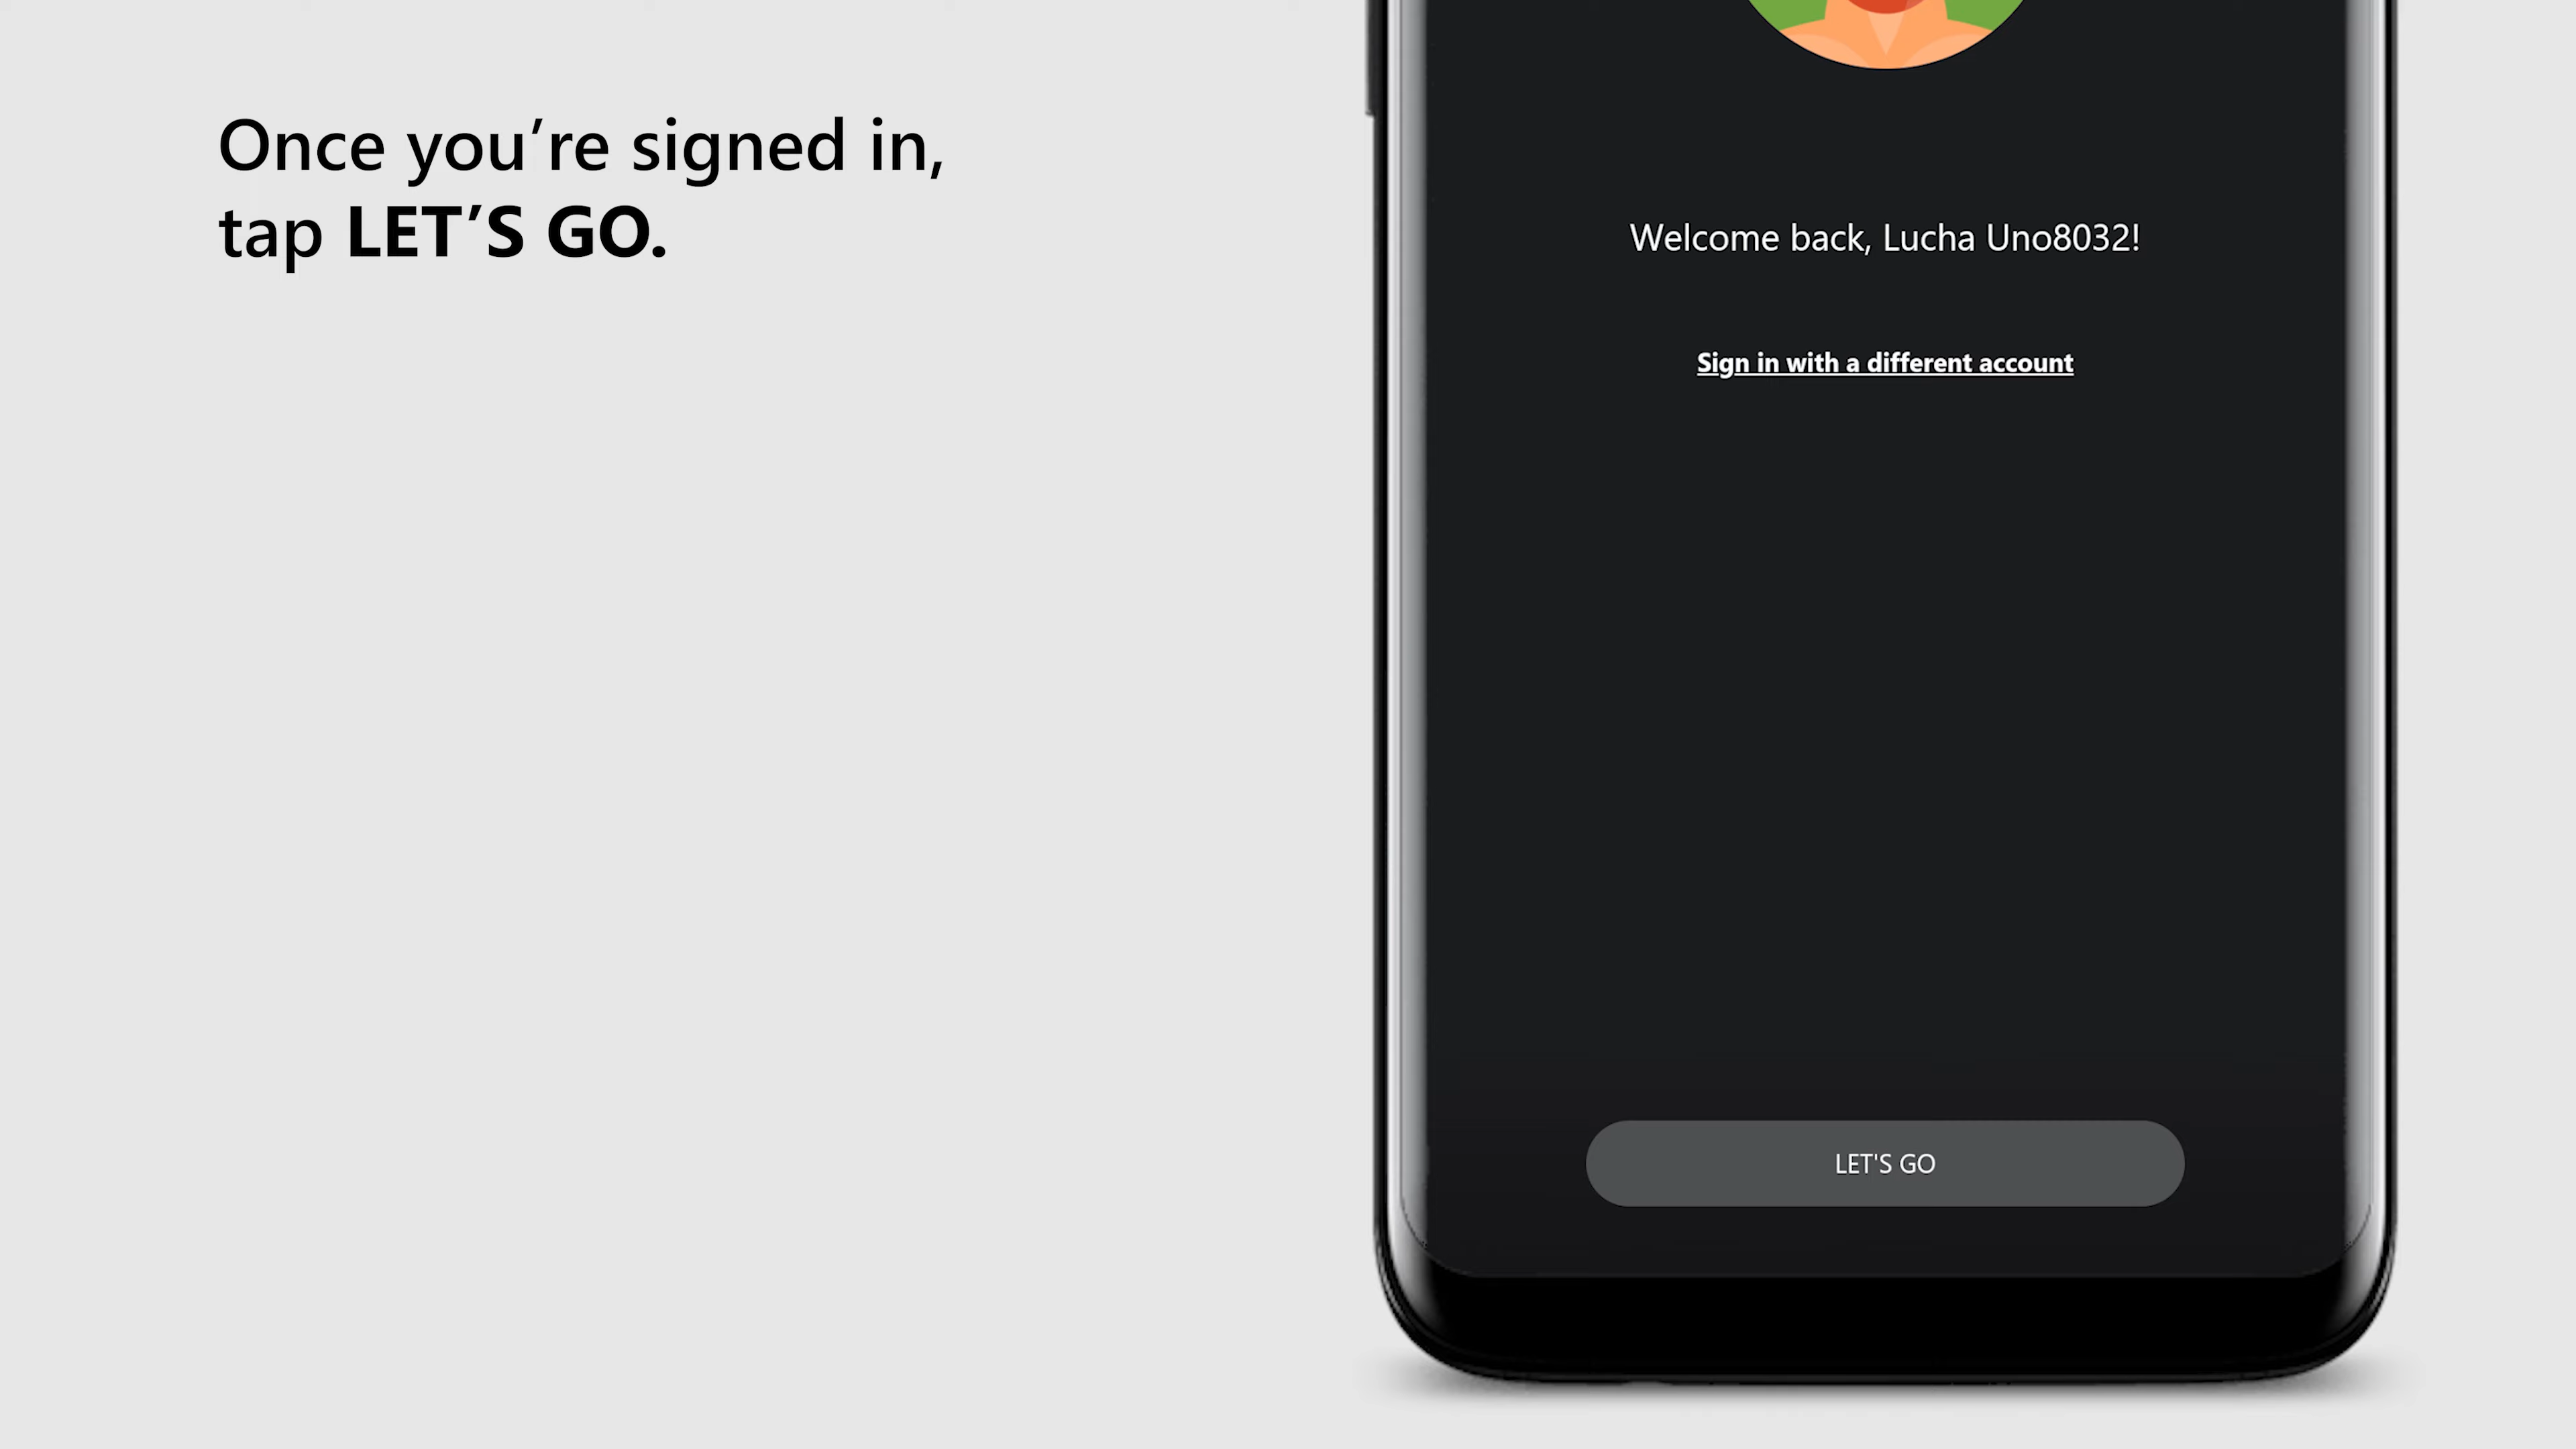 Once you’re signed in,
tap LET’S GO.
Welcome back, Lucha Uno8032!
Sign in with a different account
LET'S GO